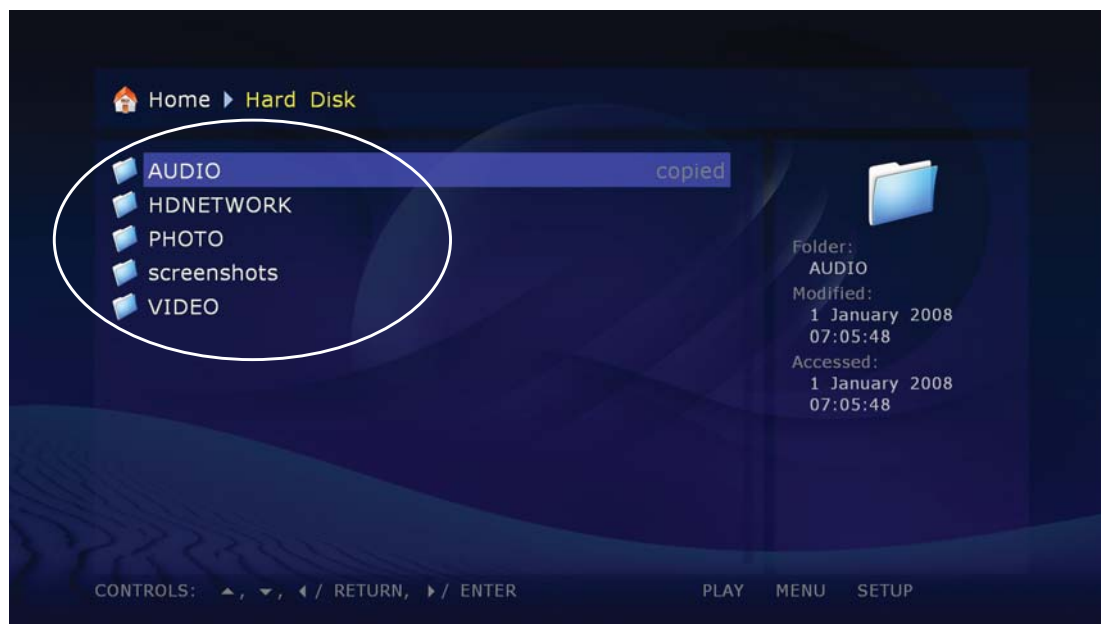 Home Hard Disk
AUDIO copied
HDNETWORK
PHOTO
screenshots
VIDEO
Folder:
AUDIO
Modified:
1 January 2008
07:05:48
Accessed:
1 January 2008
07:05:48
CONTROLS: ▲, ▼, ◀ / RETURN, ▶ / ENTER PLAY MENU SETUP